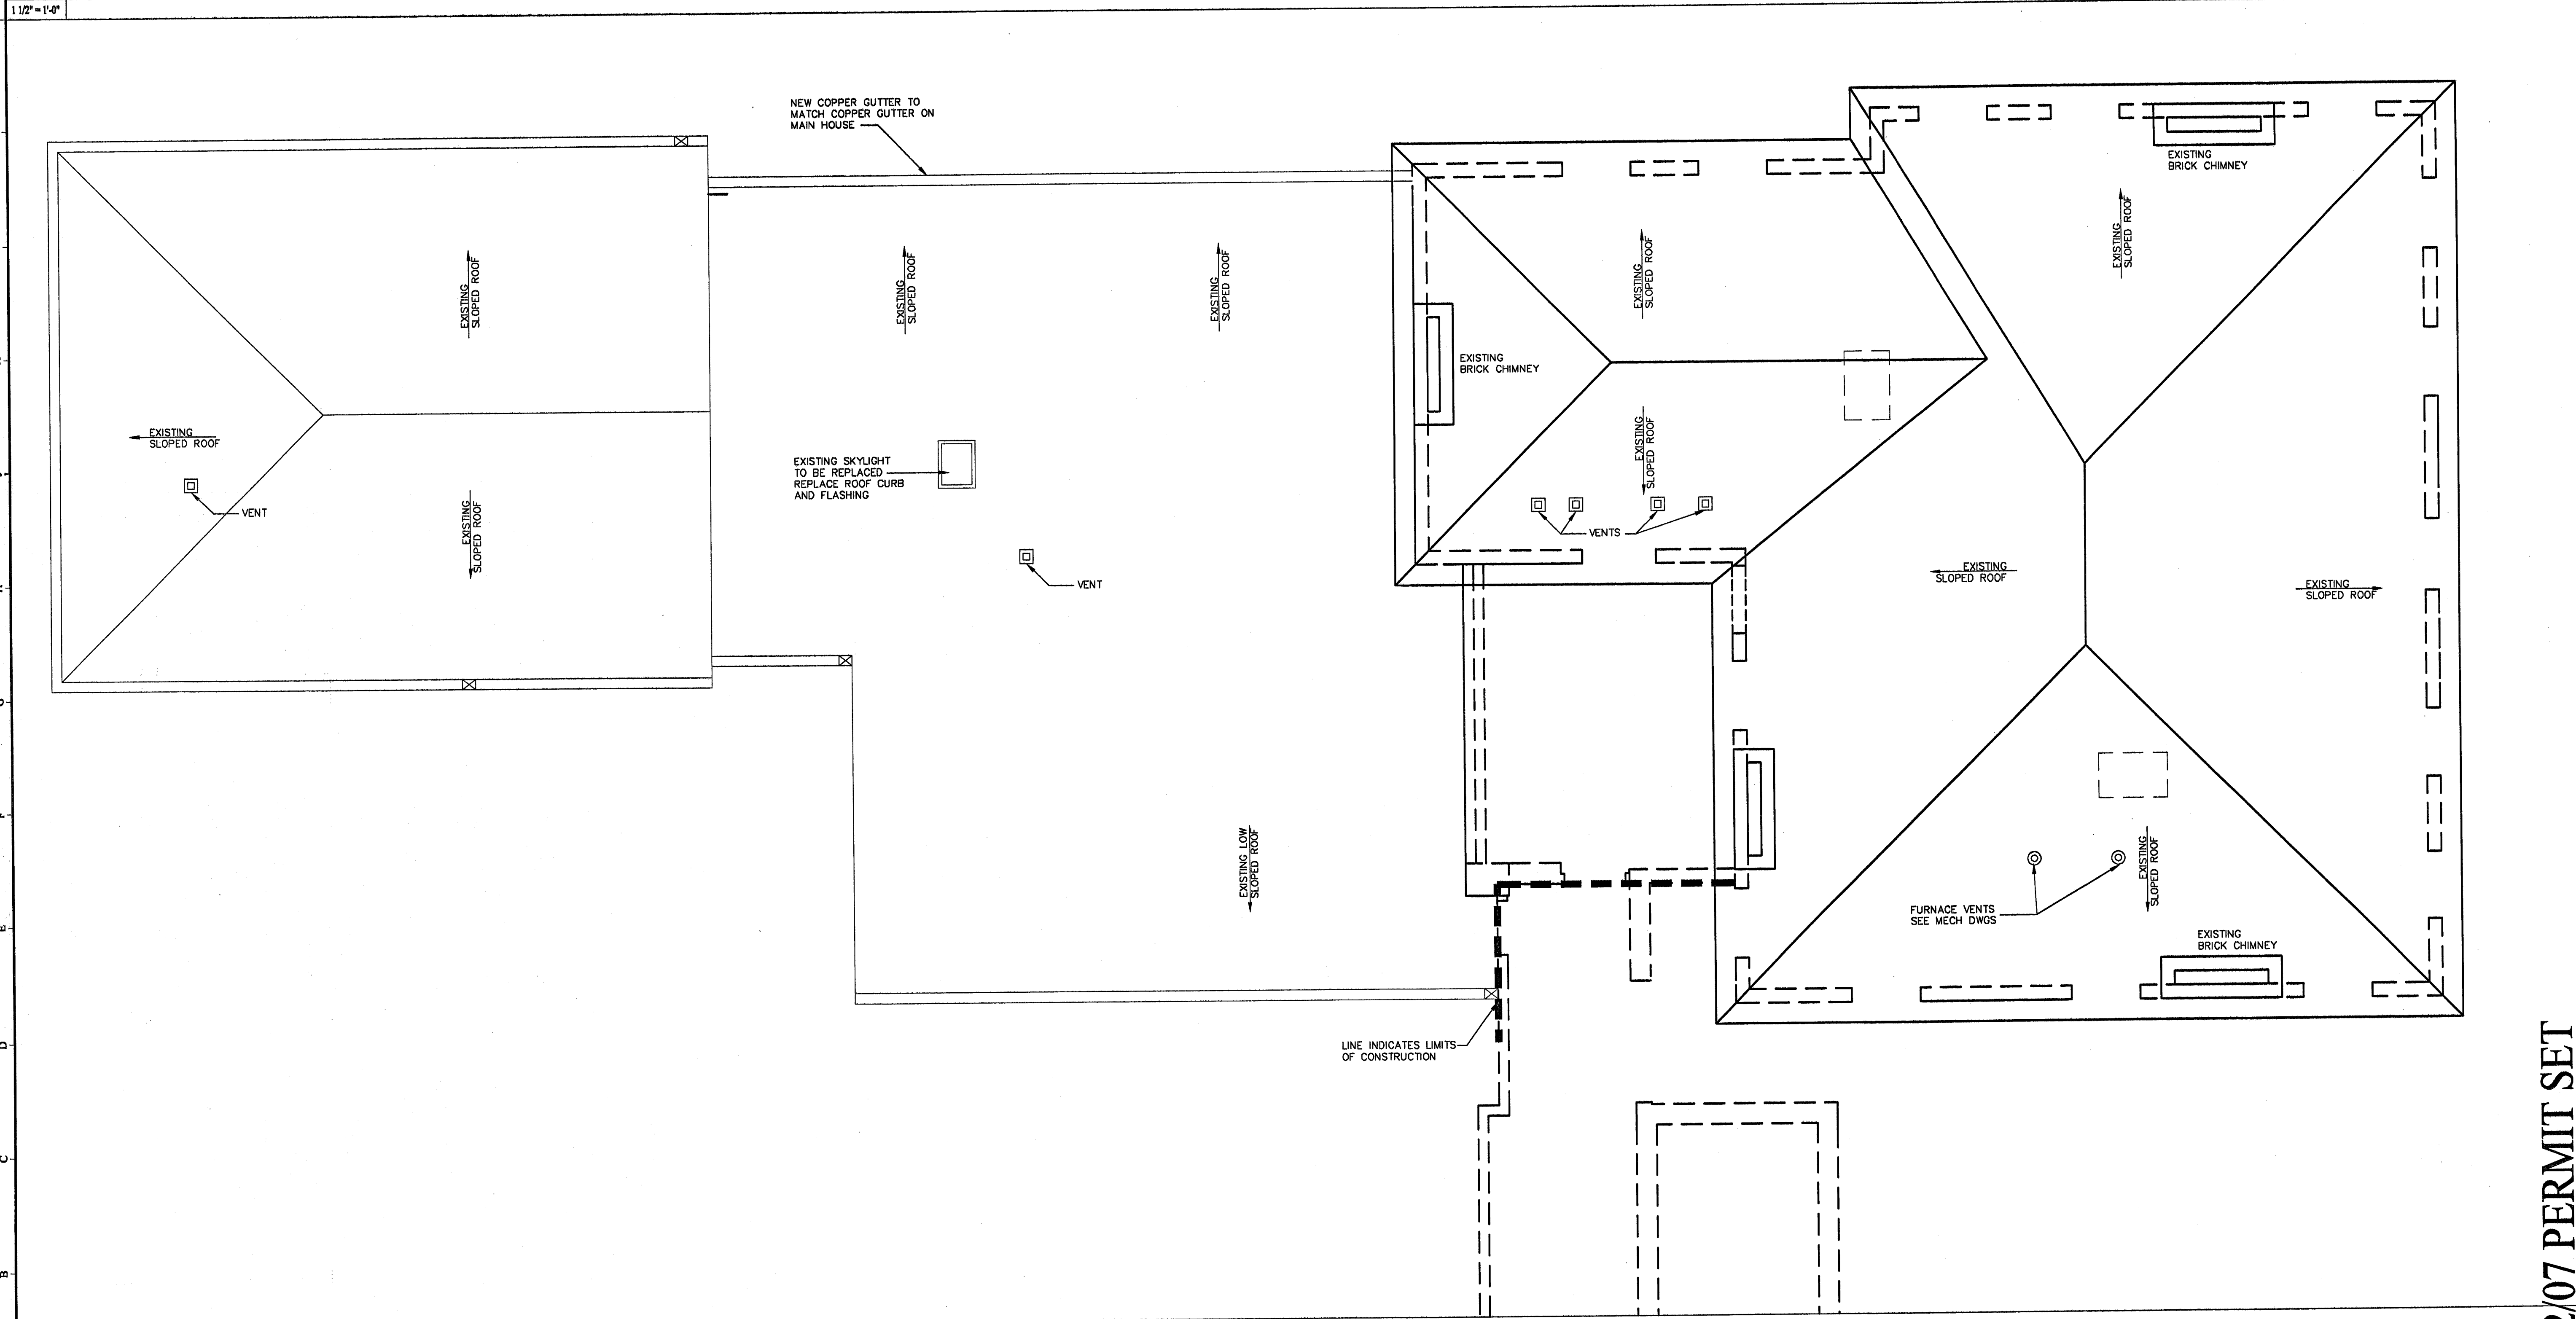 1 1/2" = 1'-0"
NEW COPPER GUTTER TO
MATCH COPPER GUTTER ON
MAIN HOUSE
EXISTING
BRICK CHIMNEY
EXISTING
SLOPED ROOF
EXISTING
SLOPED ROOF
EXISTING
SLOPED ROOF
EXISTING
SLOPED ROOF
EXISTING
SLOPED ROOF
EXISTING
BRICK CHIMNEY
EXISTING
SLOPED ROOF
EXISTING SKYLIGHT
TO BE REPLACED
REPLACE ROOF CURB
AND FLASHING
EXISTING
SLOPED ROOF
VENT
EXISTING
SLOPED ROOF
VENTS
VENT
EXISTING
SLOPED ROOF
EXISTING
SLOPED ROOF
EXISTING LOW
SLOPED ROOF
EXISTING
SLOPED ROOF
FURNACE VENTS
SEE MECH DWGS
EXISTING
BRICK CHIMNEY
LINE INDICATES LIMITS
OF CONSTRUCTION
E
D
C
B
2/07 PERMIT SET